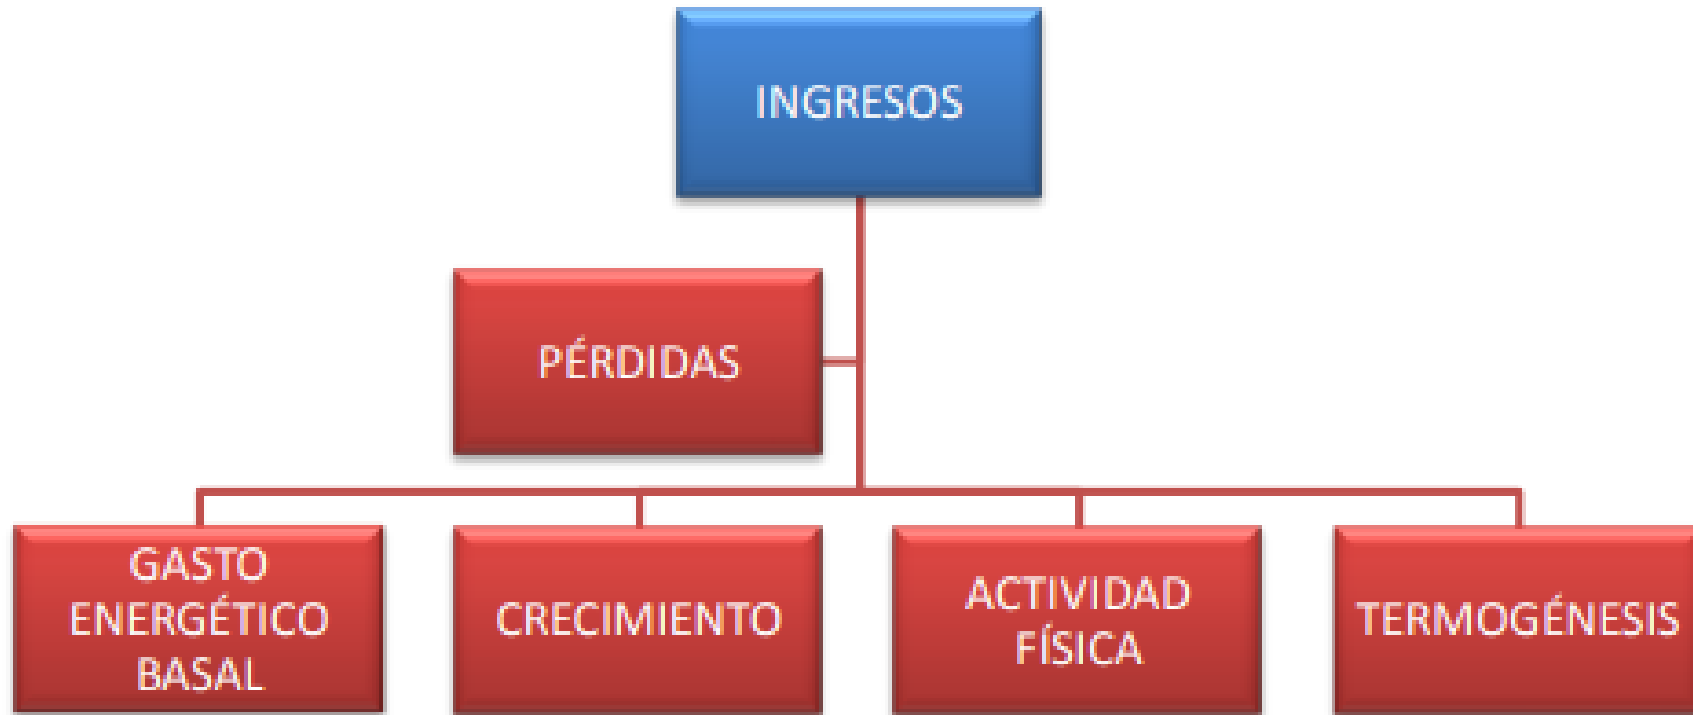 INGRESOS
PÉRDIDAS
GASTO
ENERGÉTICO
BASAL
CRECIMIENTO
ACTIVIDAD
FÍSICA
TERMOGÉNESIS